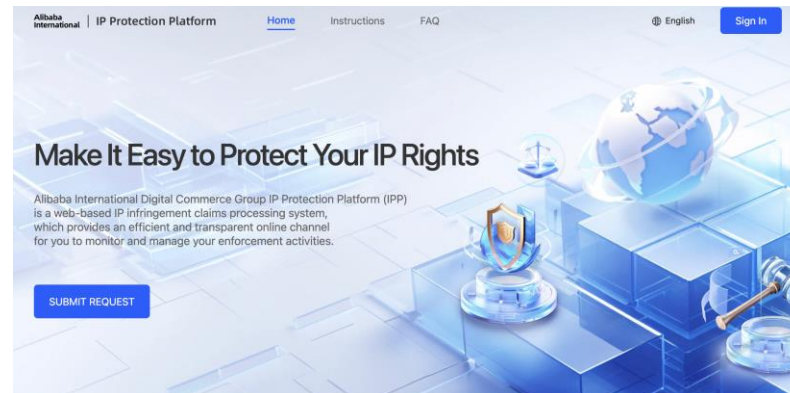 Alibaba International | IP Protection Platform Home Instructions FAQ English Sign In
Make It Easy to Protect Your IP Rights
Alibaba International Digital Commerce Group IP Protection Platform (IPP)
is a web-based IP infringement claims processing system,
which provides an efficient and transparent online channel
for you to monitor and manage your enforcement activities.
SUBMIT REQUEST